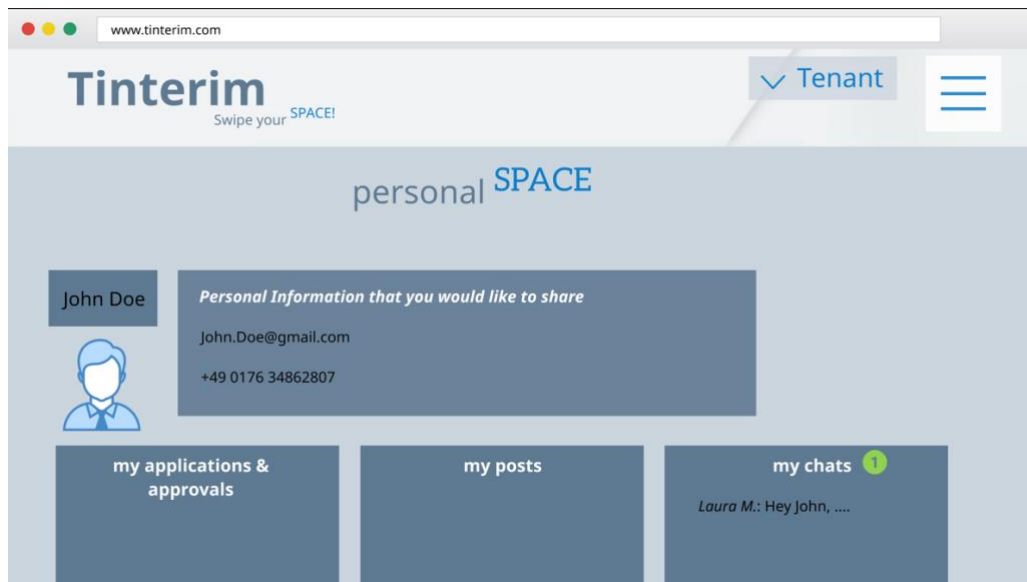 www.tinterim.com
Tinterim
Swipe your SPACE!
Tenant
personal SPACE
John Doe
Personal Information that you would like to share
John.Doe@gmail.com
+49 0176 34862807
my applications &
approvals
my posts
my chats 1
Laura M.: Hey John, ....